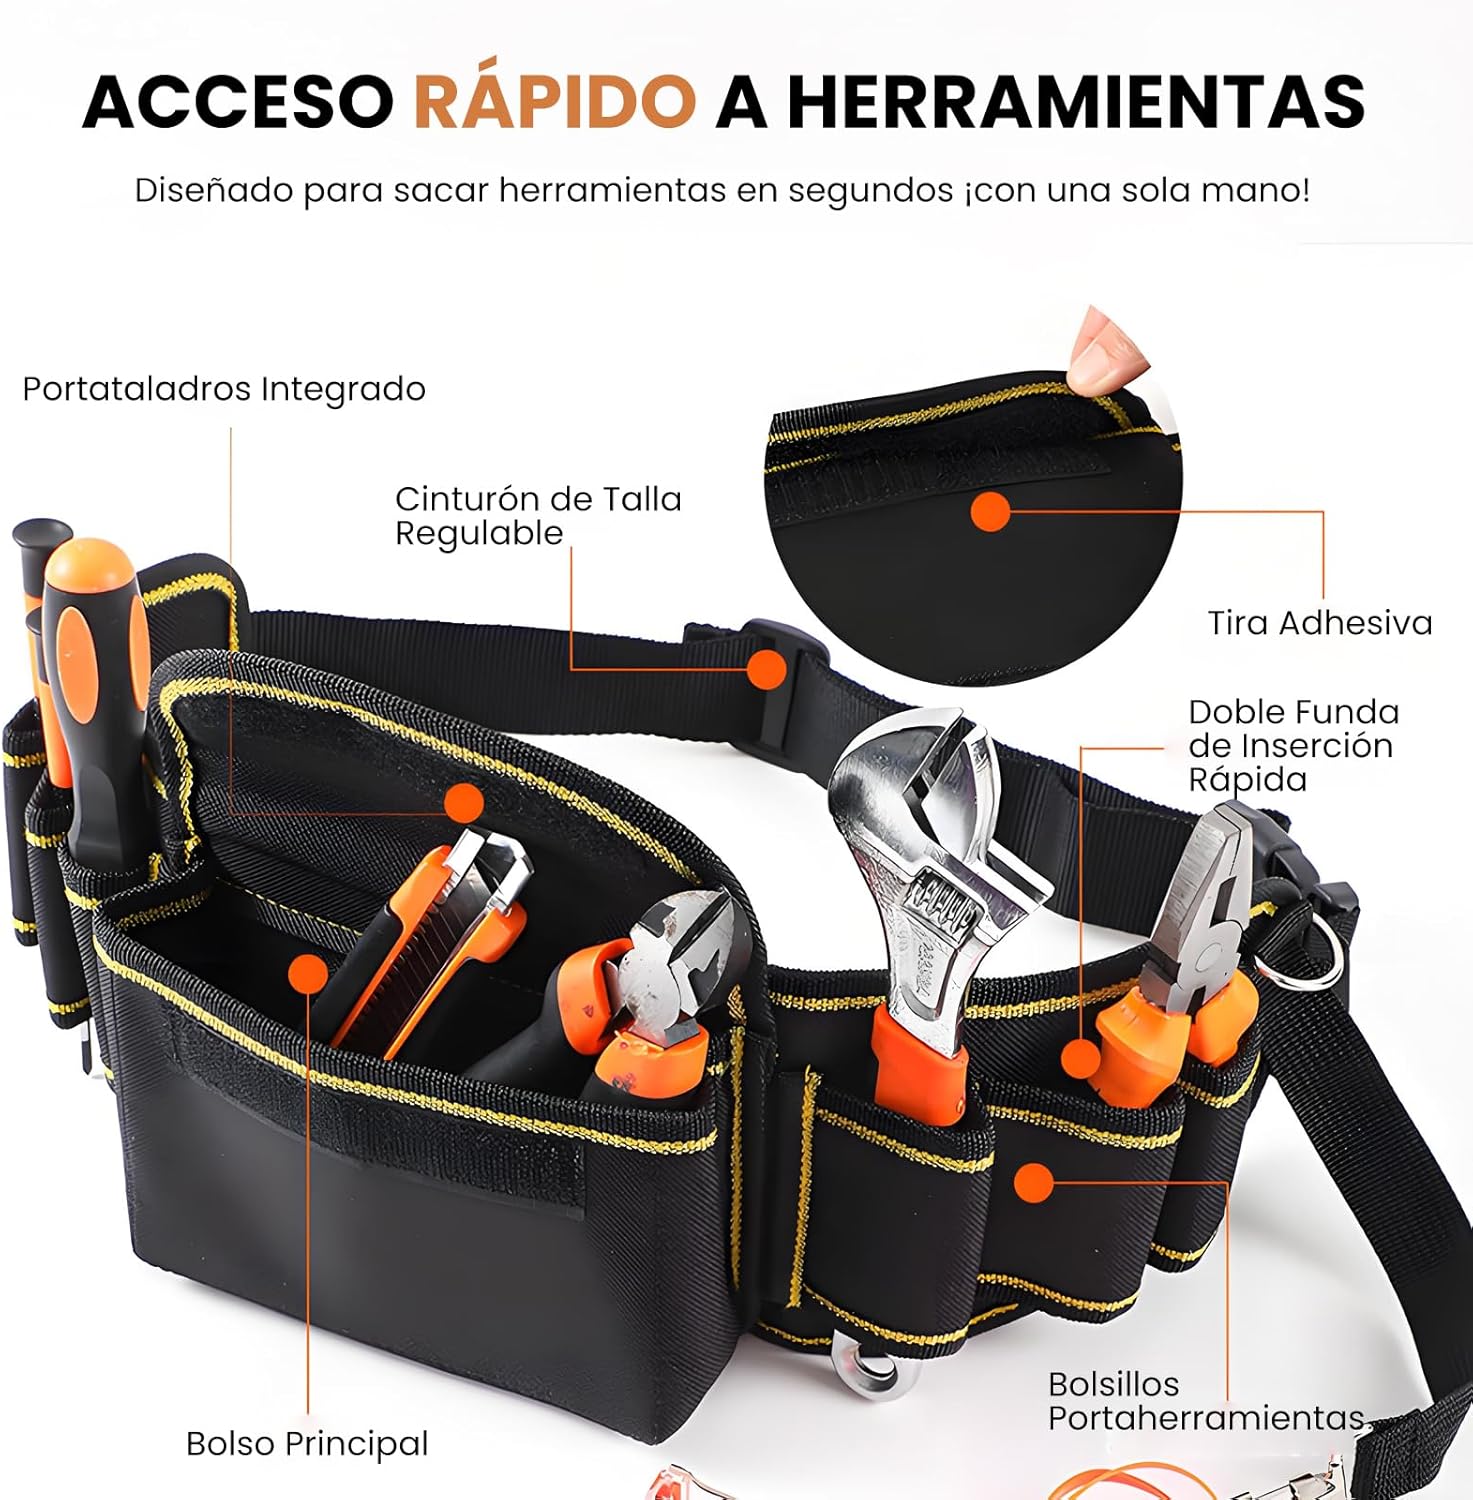 ACCESO RÁPIDO A HERRAMIENTAS
Diseñado para sacar herramientas en segundos ¡con una sola mano!
Portataladros Integrado
Cinturón de Talla
Regulable
Tira Adhesiva
Doble Funda
de Inserción
Rápida
Bolsillos
Portaherramientas
Bolso Principal